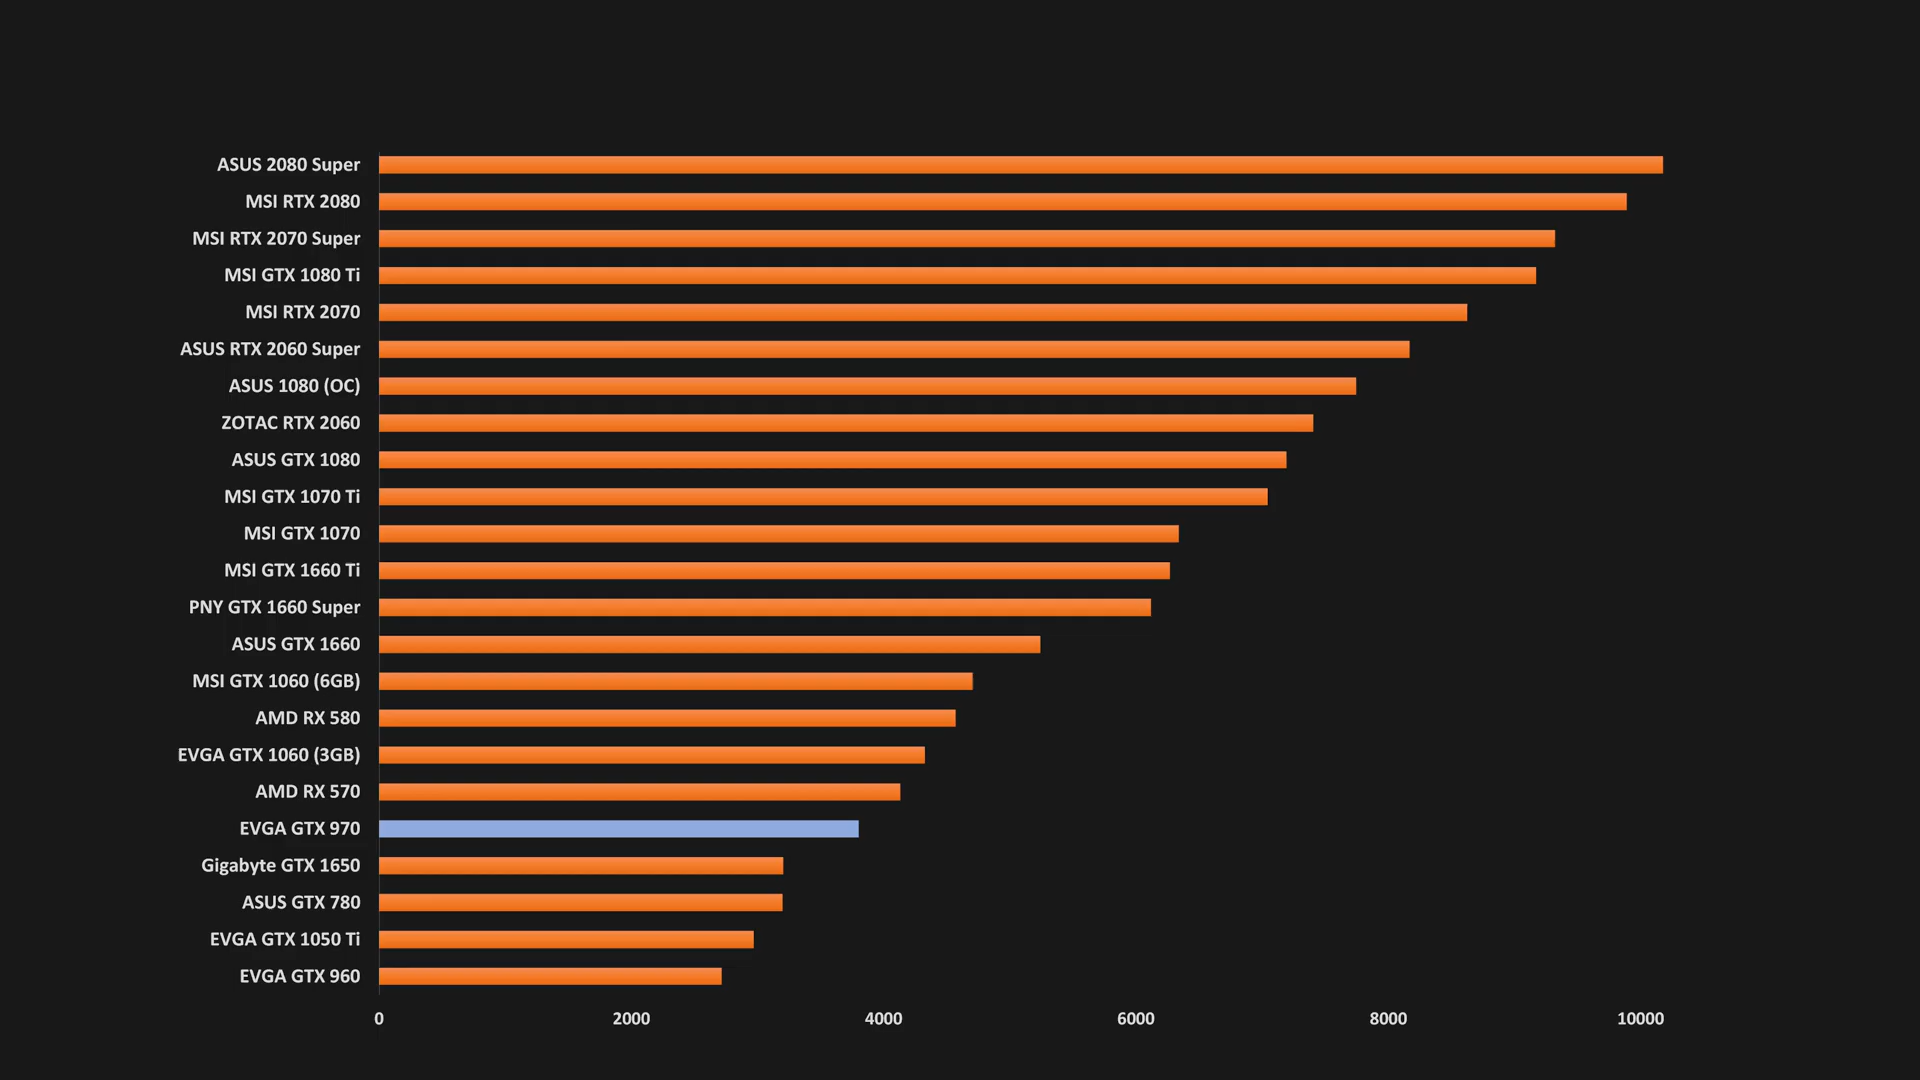 ASUS 2080 Super
MSI RTX 2080
MSI RTX 2070 Super
MSI GTX 1080 Ti
MSI RTX 2070
ASUS RTX 2060 Super
ASUS 1080 (OC)
ZOTAC RTX 2060
ASUS GTX 1080
MSI GTX 1070 Ti
MSI GTX 1070
MSI GTX 1660 Ti
PNY GTX 1660 Super
ASUS GTX 1660
MSI GTX 1060 (6GB)
AMD RX 580
EVGA GTX 1060 (3GB)
AMD RX 570
EVGA GTX 970
Gigabyte GTX 1650
ASUS GTX 780
EVGA GTX 1050 Ti
EVGA GTX 960
0 2000 4000 6000 8000 10000